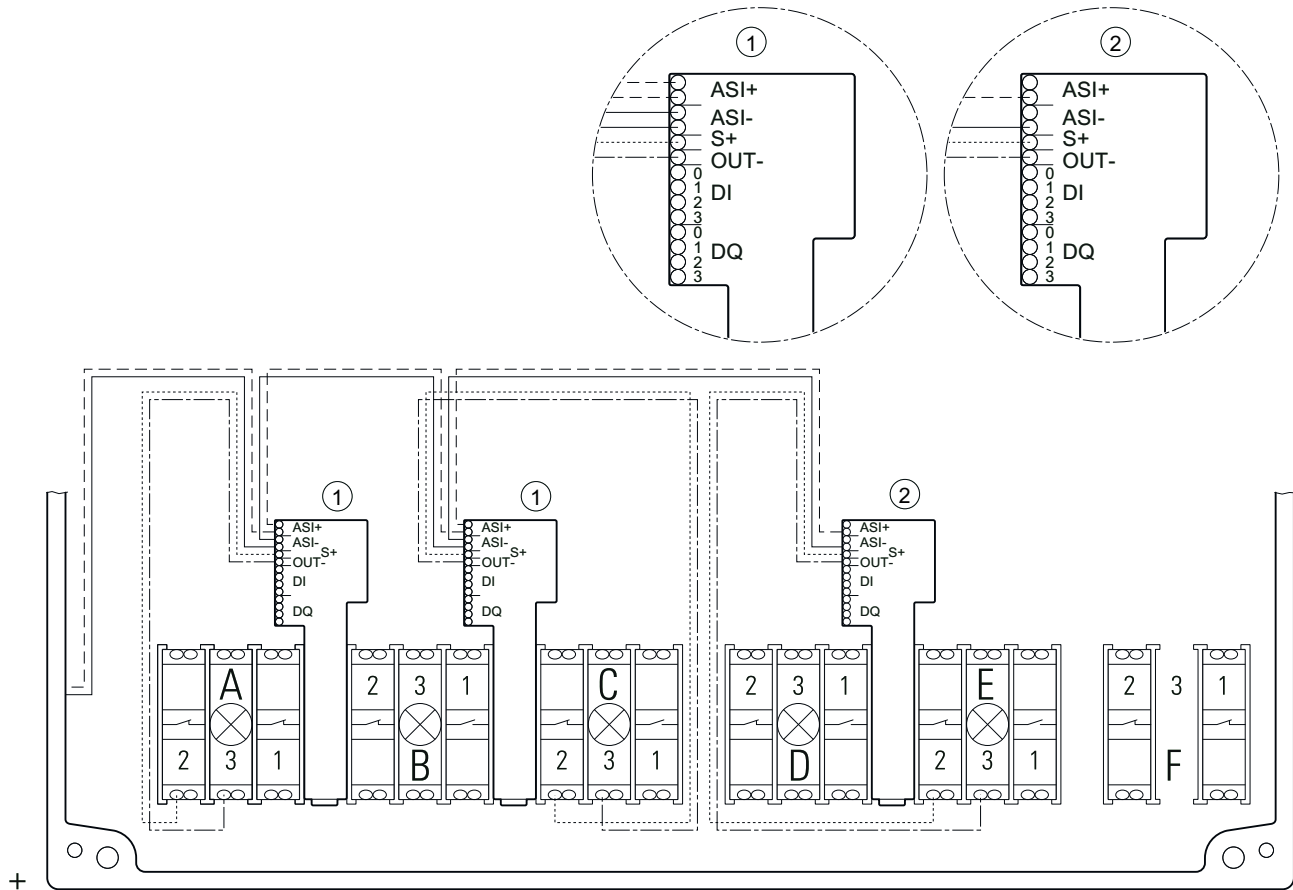 1
ASI+
ASI-
S+
OUT-
0
1
DI
2
3
0
1
DQ
2
3
2
ASI+
ASI-
S+
OUT-
0
1
DI
2
3
0
1
DQ
2
3
1
ASI+
ASI-
S+
OUT-
DI
DQ
1
ASI+
ASI-
S+
OUT-
DI
DQ
2
ASI+
ASI-
S+
OUT-
DI
DQ
A
2 3 1
2 3 1
B
C
2 3 1
2 3 1
D
E
2 3 1
2 3 1
F
+